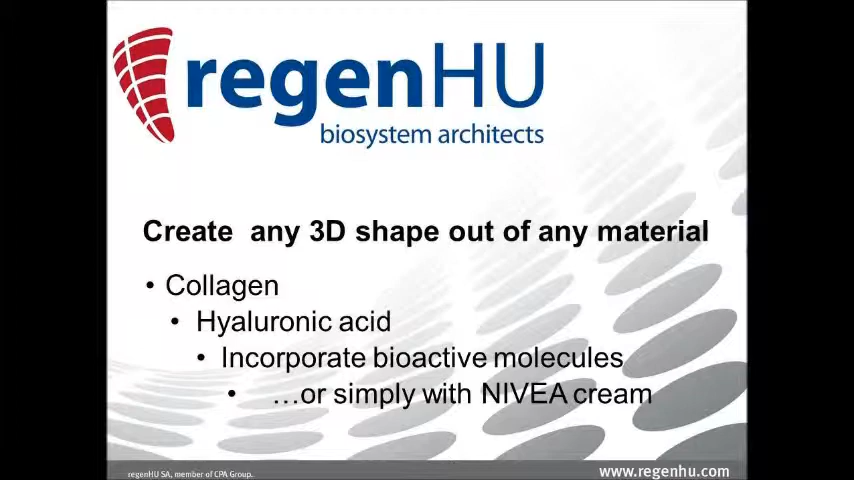 regenHU
biosystem architects
Create any 3D shape out of any material
• Collagen
• Hyaluronic acid
• Incorporate bioactive molecules
• …or simply with NIVEA cream
regenHU SA, member of CPA Group.
www.regenhu.com